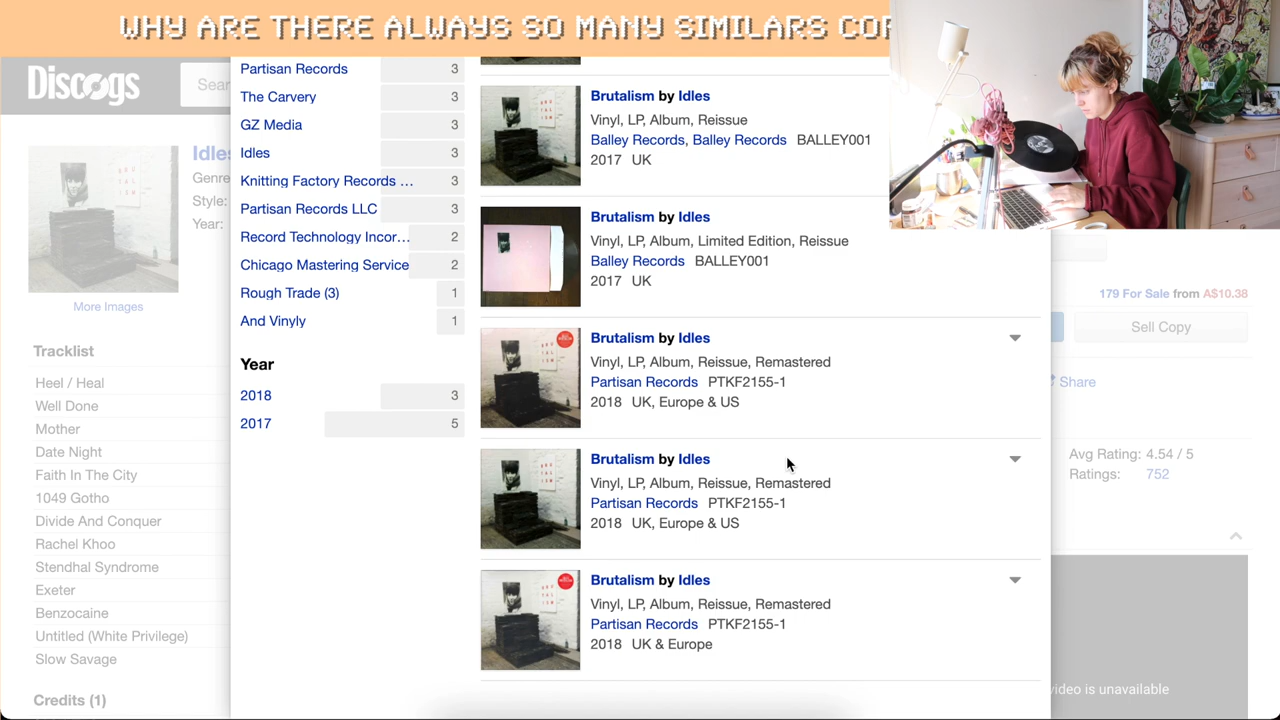 WHY ARE THERE ALWAYS SO MANY SIMILARS
Discogs
Sear
Idles
Genre
Style:
Year:
More Images
Tracklist
Heel / Heal
Well Done
Mother
Date Night
Faith In The City
1049 Gotho
Divide And Conquer
Rachel Khoo
Stendhal Syndrome
Exeter
Benzocaine
Untitled (White Privilege)
Slow Savage
Credits (1)
Partisan Records 3
The Carvery 3
GZ Media 3
Idles 3
Knitting Factory Records ... 3
Partisan Records LLC 3
Record Technology Incor... 2
Chicago Mastering Service 2
Rough Trade (3) 1
And Vinyly 1
Year
2018 3
2017 5
Brutalism by Idles
Vinyl, LP, Album, Reissue
Balley Records, Balley Records BALLEY001
2017 UK
Brutalism by Idles
Vinyl, LP, Album, Limited Edition, Reissue
Balley Records BALLEY001
2017 UK
Brutalism by Idles
Vinyl, LP, Album, Reissue, Remastered
Partisan Records PTKF2155-1
2018 UK, Europe & US
Brutalism by Idles
Vinyl, LP, Album, Reissue, Remastered
Partisan Records PTKF2155-1
2018 UK, Europe & US
Brutalism by Idles
Vinyl, LP, Album, Reissue, Remastered
Partisan Records PTKF2155-1
2018 UK & Europe
179 For Sale from A$10.38
Sell Copy
Share
Avg Rating: 4.54 / 5
Ratings: 752
video is unavailable